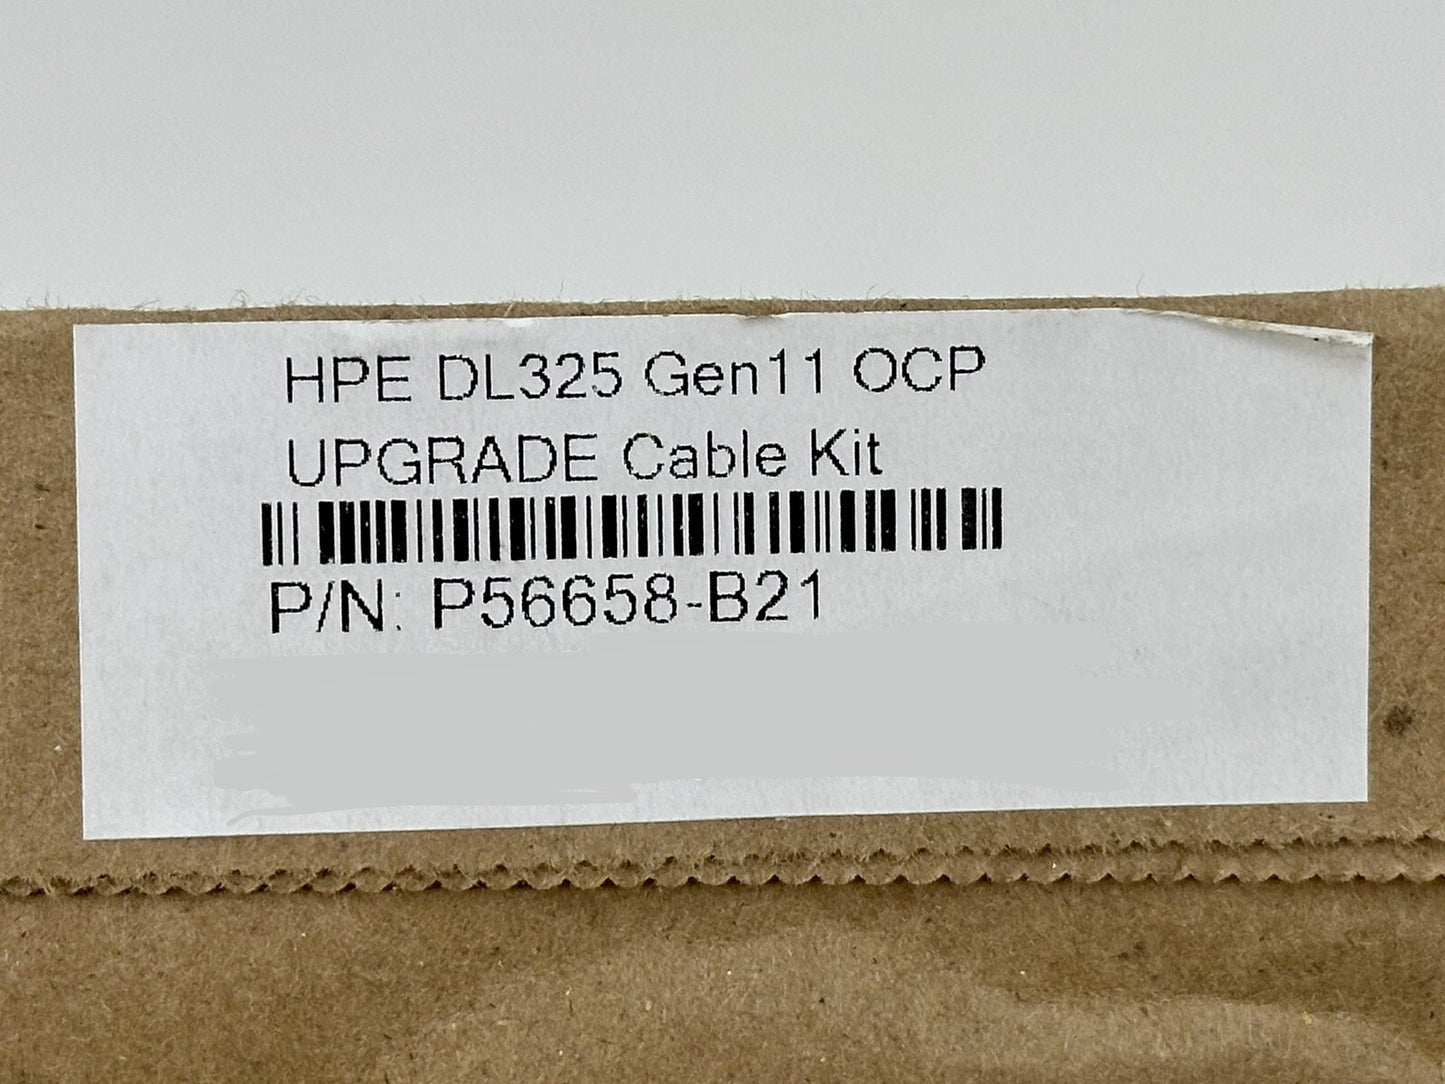 HPE DL325 Gen11 OCP
UPGRADE Cable Kit
P/N: P56658-B21